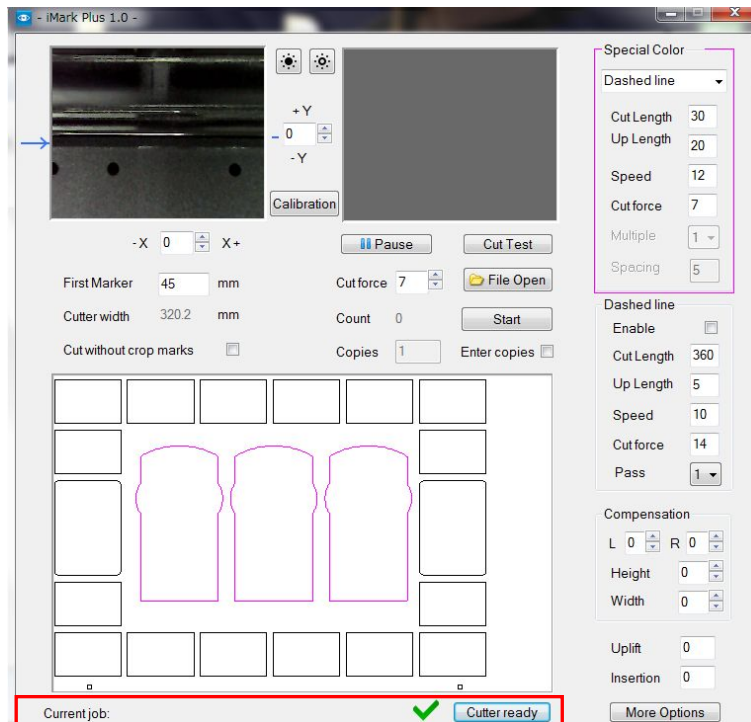 - iMark Plus 1.0 -
Special Color
Dashed line
Cut Length 30
Up Length 20
Speed 12
Cut force 7
Multiple 1
Spacing 5
+ Y
0
- Y
Calibration
- X 0 X +
Pause
Cut Test
First Marker 45 mm
Cut force 7
File Open
Cutter width 320.2 mm
Count 0
Start
Cut without crop marks
Copies 1
Enter copies
Dashed line
Enable
Cut Length 360
Up Length 5
Speed 10
Cut force 14
Pass 1
Compensation
L 0 R 0
Height 0
Width 0
Uplift 0
Insertion 0
Current job:
Cutter ready
More Options